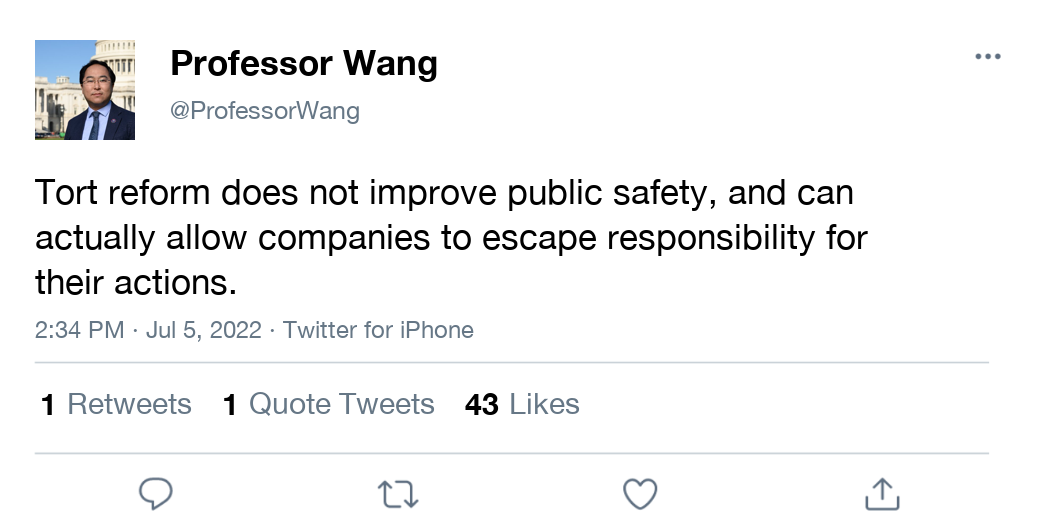 Professor Wang
@ProfessorWang
Tort reform does not improve public safety, and can
actually allow companies to escape responsibility for
their actions.
2:34 PM · Jul 5, 2022 · Twitter for iPhone
1 Retweets 1 Quote Tweets 43 Likes